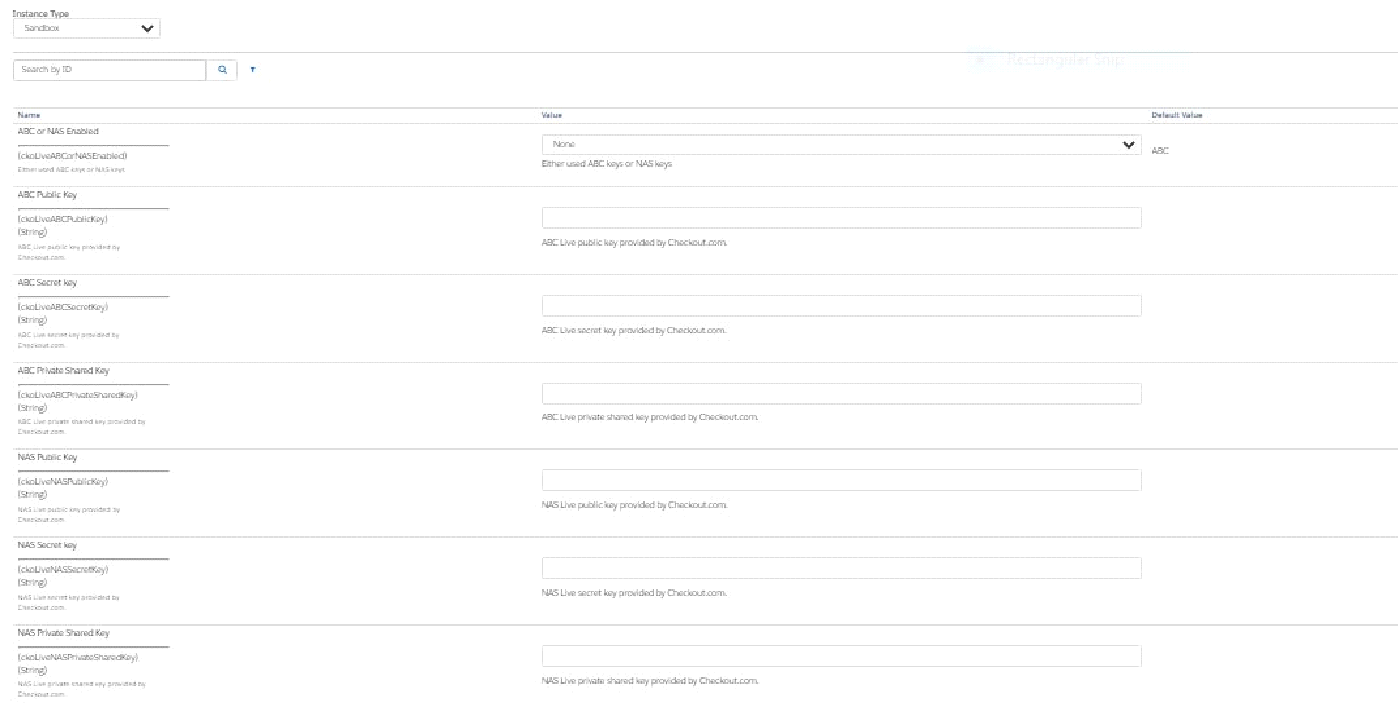 Instance Type
Sandbox
Rectangular Snip
Search by ID
Name Value Default Value
ABC or NAS Enabled
None
ABC
(ckoLiveABCorNASEnabled)
Either used ABC keys or NAS keys
Either used ABC keys or NAS keys
ABC Public Key
(ckoLiveABCPublicKey)
(String)
ABC Live public key provided by
Checkout.com.
ABC Live public key provided by Checkout.com.
ABC Secret key
(ckoLiveABCSecretKey)
(String)
ABC Live secret key provided by
Checkout.com.
ABC Live secret key provided by Checkout.com.
ABC Private Shared Key
(ckoLiveABCPrivateSharedKey)
(String)
ABC Live private shared key provided by
Checkout.com.
ABC Live private shared key provided by Checkout.com.
NAS Public Key
(ckoLiveNASPublicKey)
(String)
NAS Live public key provided by
Checkout.com.
NAS Live public key provided by Checkout.com.
NAS Secret key
(ckoLiveNASSecretKey)
(String)
NAS Live secret key provided by
Checkout.com.
NAS Live secret key provided by Checkout.com.
NAS Private Shared Key
(ckoLiveNASPrivateSharedKey)
(String)
NAS Live private shared key provided by
Checkout.com.
NAS Live private shared key provided by Checkout.com.